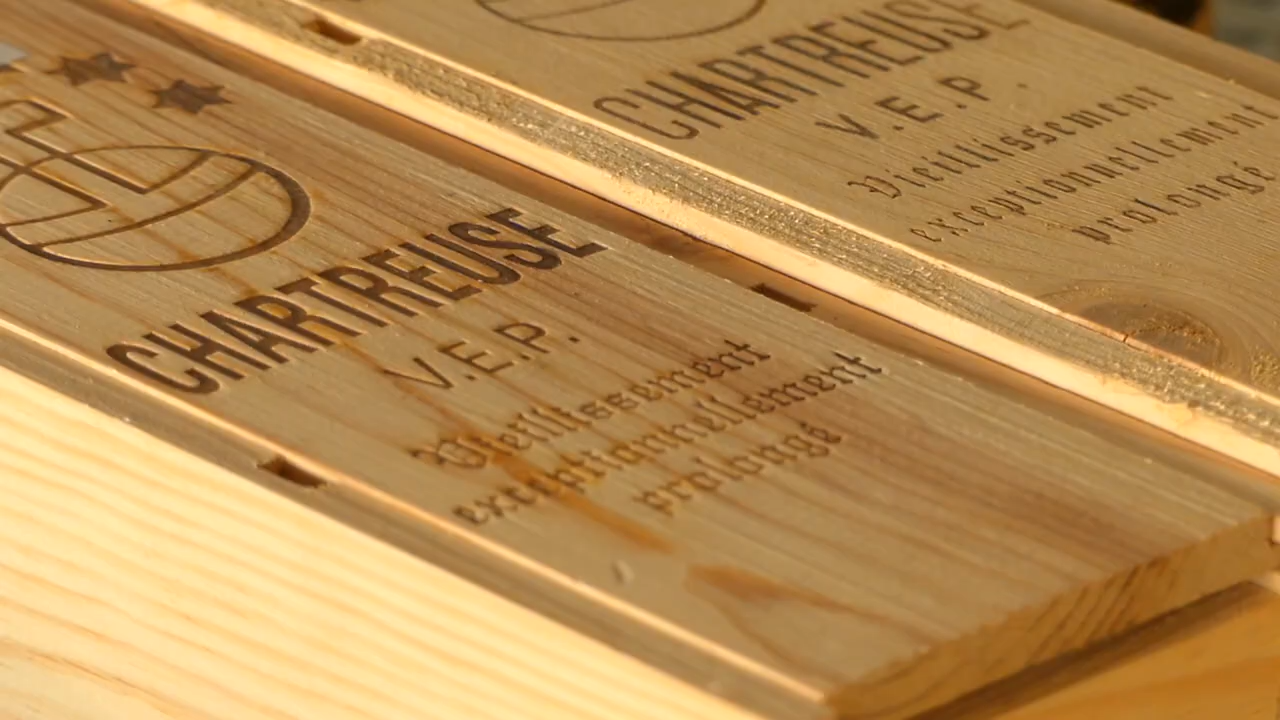 CHARTREUSE
V.E.P.
Vieillissement
exceptionnellement
prolongé
CHARTREUSE
V.E.P
Vieillissement
exceptionnellement
prolongé